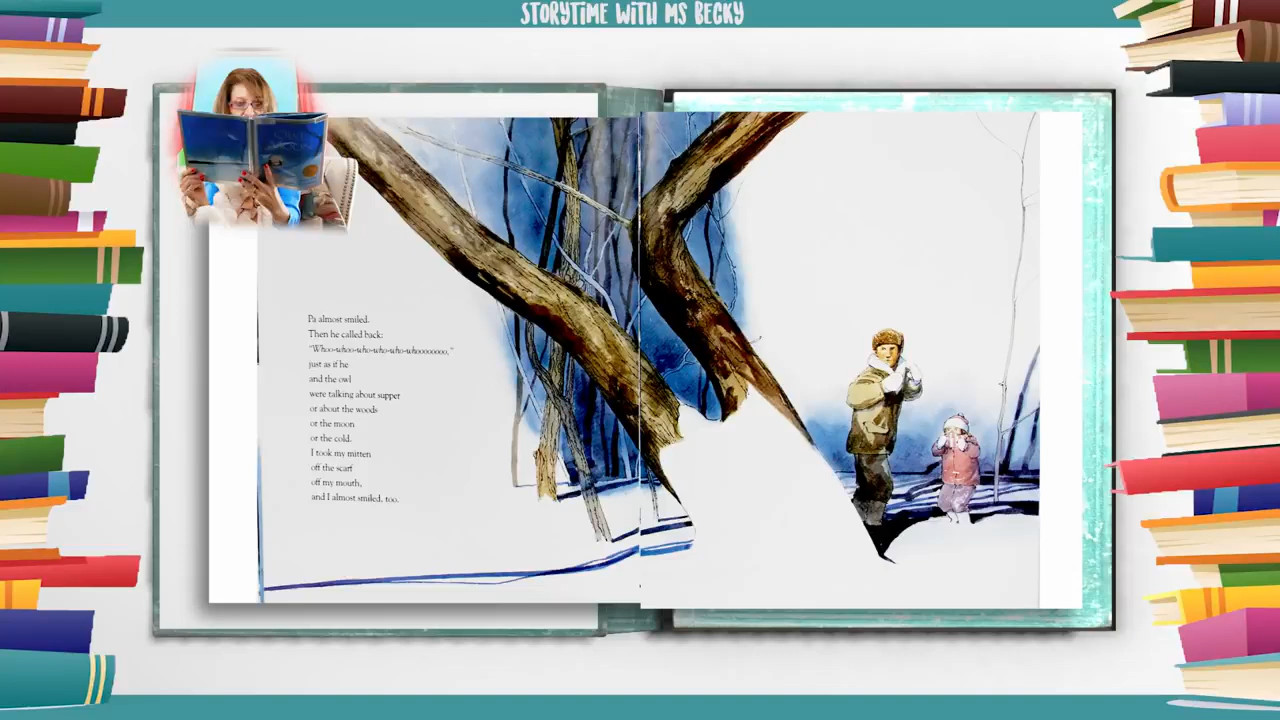 STORYTIME WITH MS BECKY
Pa almost smiled.
Then he called back:
"Whoo-whoo-who-who-who-whooooooo,"
just as if he
and the owl
were talking about supper
or about the woods
or the moon
or the cold.
I took my mitten
off the scarf
off my mouth,
and I almost smiled, too.